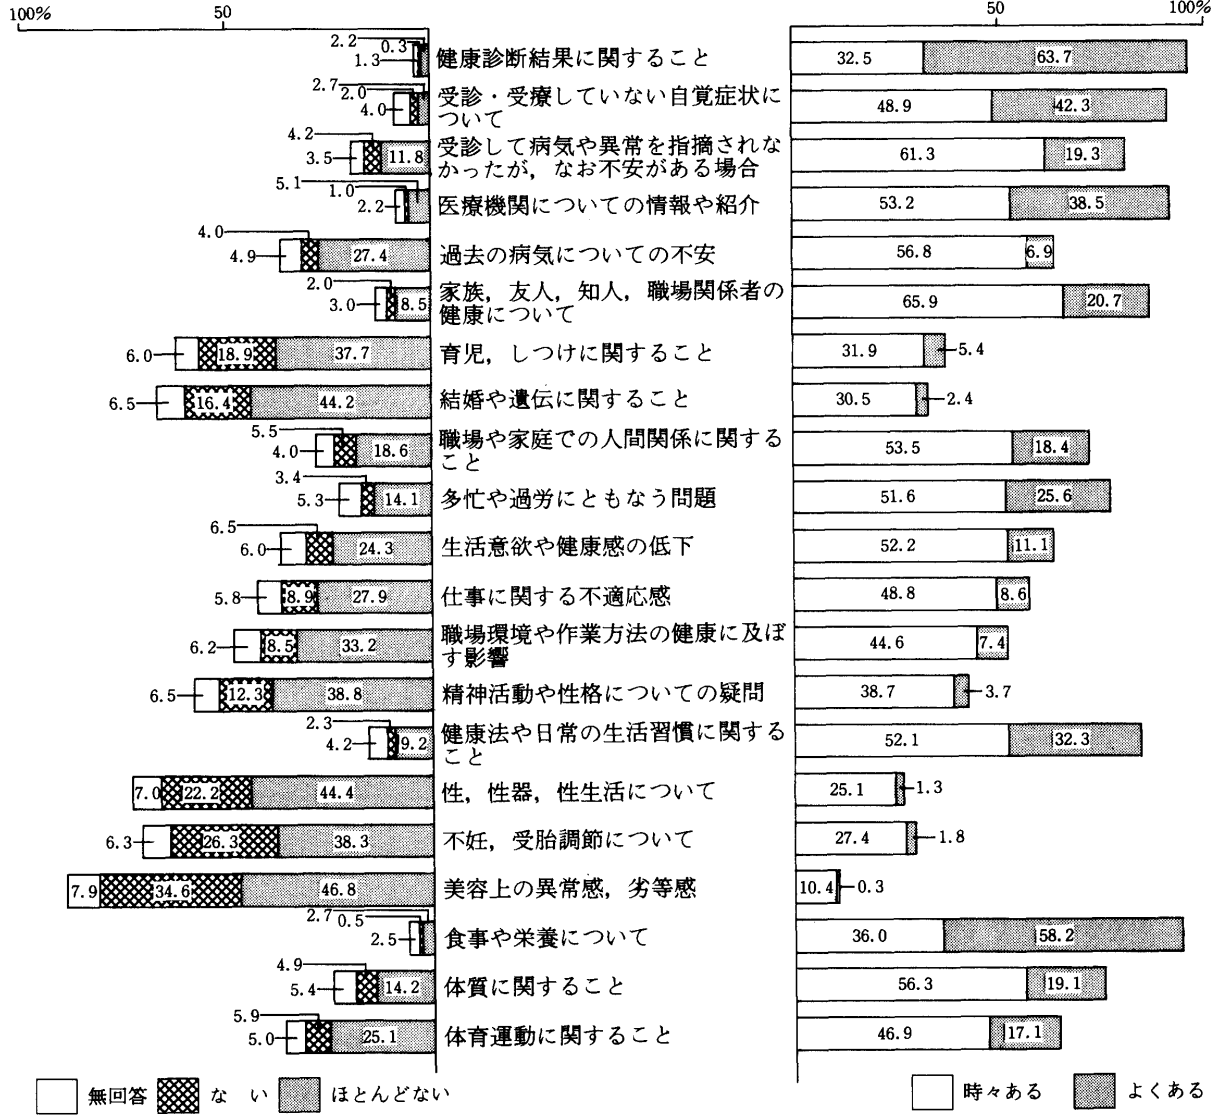 100% 50 50 100%
2.2 0.3 1.3 健康診断結果に関すること 32.5 63.7
2.7 2.0 4.0 受診・受療していない自覚症状に
ついて 48.9 42.3
4.2 3.5 11.8 受診して病気や異常を指摘されな
かったが,なお不安がある場合 61.3 19.3
5.1 1.0 2.2 医療機関についての情報や紹介 53.2 38.5
4.0 4.9 27.4 過去の病気についての不安 56.8 6.9
2.0 3.0 8.5 家族,友人,知人,職場関係者の
健康について 65.9 20.7
6.0 18.9 37.7 育児,しつけに関すること 31.9 5.4
6.5 16.4 44.2 結婚や遺伝に関すること 30.5 2.4
5.5 4.0 18.6 職場や家庭での人間関係に関する
こと 53.5 18.4
3.4 5.3 14.1 多忙や過労にともなう問題 51.6 25.6
6.5 6.0 24.3 生活意欲や健康感の低下 52.2 11.1
5.8 8.9 27.9 仕事に関する不適応感 48.8 8.6
6.2 8.5 33.2 職場環境や作業方法の健康に及ぼ
す影響 44.6 7.4
6.5 12.3 38.8 精神活動や性格についての疑問 38.7 3.7
2.3 4.2 9.2 健康法や日常の生活習慣に関する
こと 52.1 32.3
7.0 22.2 44.4 性,性器,性生活について 25.1 1.3
6.3 26.3 38.3 不妊,受胎調節について 27.4 1.8
7.9 34.6 46.8 美容上の異常感,劣等感 10.4 0.3
2.7 0.5 2.5 食事や栄養について 36.0 58.2
4.9 5.4 14.2 体質に関すること 56.3 19.1
5.9 5.0 25.1 体育運動に関すること 46.9 17.1
無回答 ない ほとんどない 時々ある よくある